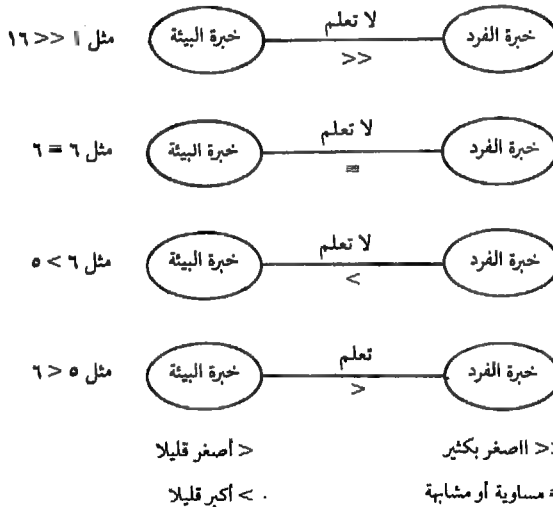 خبرة الفرد لا تعلم خبرة البيئة مثل ١ << ١٦
>>
خبرة الفرد لا تعلم خبرة البيئة مثل ٦ = ٦
=
خبرة الفرد لا تعلم خبرة البيئة مثل ٦ > ٥
<
خبرة الفرد تعلم خبرة البيئة مثل ٥ < ٦
>
>> ااصغر بكثير > أصغر قليلا
= مساوية أو مشابهة < أكبر قليلا .